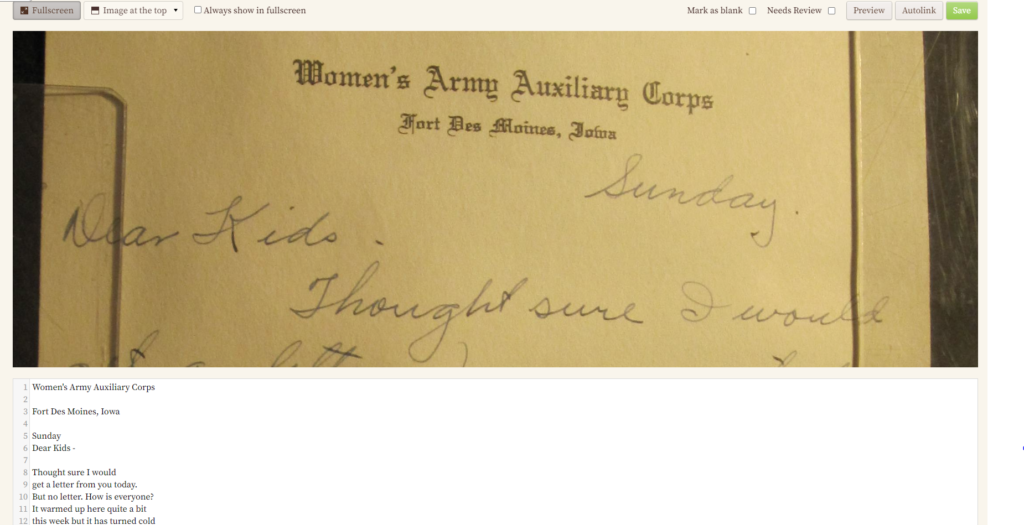 Fullscreen Image at the top Always show in fullscreen Mark as blank Needs Review Preview Autolink Save
Women's Army Auxiliary Corps
Fort Des Moines, Iowa
Sunday.
Dear Kids.
Thought sure I would
1 Women's Army Auxiliary Corps
2
3 Fort Des Moines, Iowa
4
5 Sunday
6 Dear Kids -
7
8 Thought sure I would
9 get a letter from you today.
10 But no letter. How is everyone?
11 It warmed up here quite a bit
12 this week but it has turned cold